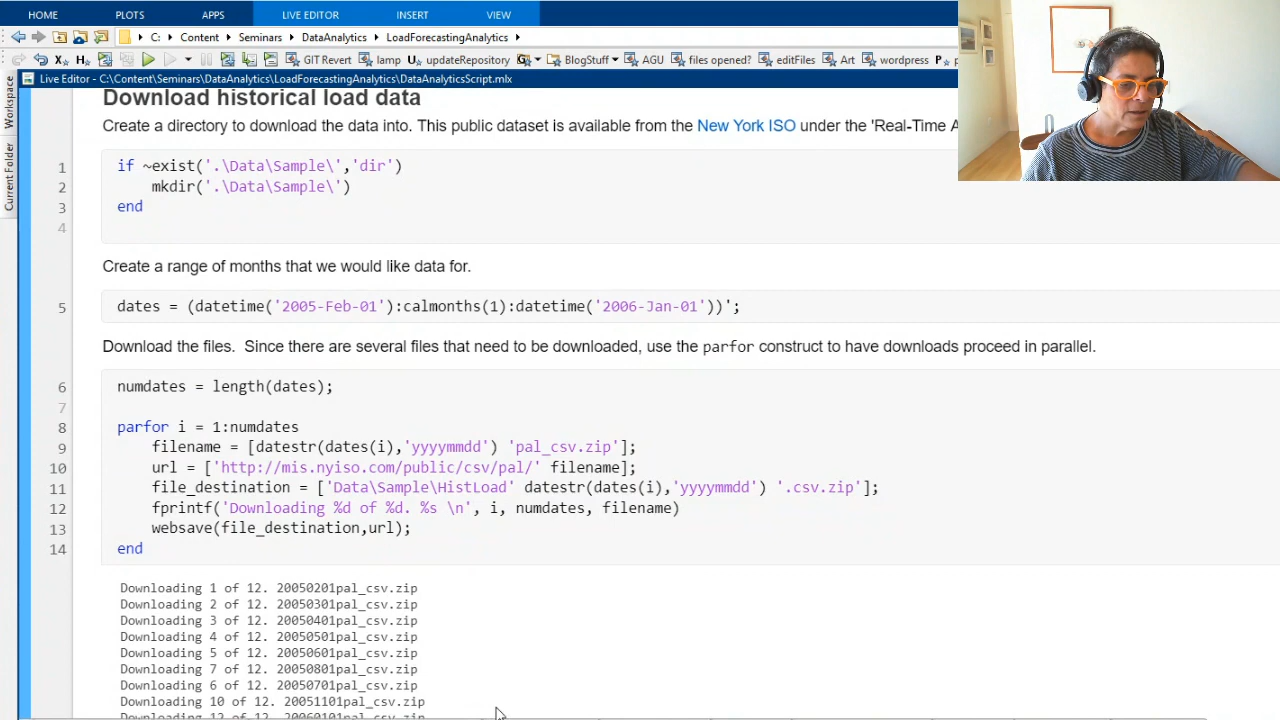 HOME PLOTS APPS LIVE EDITOR INSERT VIEW
C: Content Seminars DataAnalytics LoadForecastingAnalytics
GIT Revert lamp updateRepository BlogStuff AGU files opened? editFiles Art wordpress
Live Editor - C:\Content\Seminars\DataAnalytics\LoadForecastingAnalytics\DataAnalyticsScript.mlx
Workspace
Current Folder
Download historical load data
Create a directory to download the data into. This public dataset is available from the New York ISO under the 'Real-Time A
1 if ~exist('.\Data\Sample\','dir')
2 mkdir('.\Data\Sample\')
3 end
4
Create a range of months that we would like data for.
5 dates = (datetime('2005-Feb-01'):calmonths(1):datetime('2006-Jan-01'))';
Download the files. Since there are several files that need to be downloaded, use the parfor construct to have downloads proceed in parallel.
6 numdates = length(dates);
7
8 parfor i = 1:numdates
9 filename = [datestr(dates(i),'yyyymmdd') 'pal_csv.zip'];
10 url = ['http://mis.nyiso.com/public/csv/pal/' filename];
11 file_destination = ['Data\Sample\HistLoad' datestr(dates(i),'yyyymmdd') '.csv.zip'];
12 fprintf('Downloading %d of %d. %s \n', i, numdates, filename)
13 websave(file_destination,url);
14 end
Downloading 1 of 12. 20050201pal_csv.zip
Downloading 2 of 12. 20050301pal_csv.zip
Downloading 3 of 12. 20050401pal_csv.zip
Downloading 4 of 12. 20050501pal_csv.zip
Downloading 5 of 12. 20050601pal_csv.zip
Downloading 7 of 12. 20050801pal_csv.zip
Downloading 6 of 12. 20050701pal_csv.zip
Downloading 10 of 12. 20051101pal_csv.zip
Downloading 12 of 12. 20060101pal_csv.zip